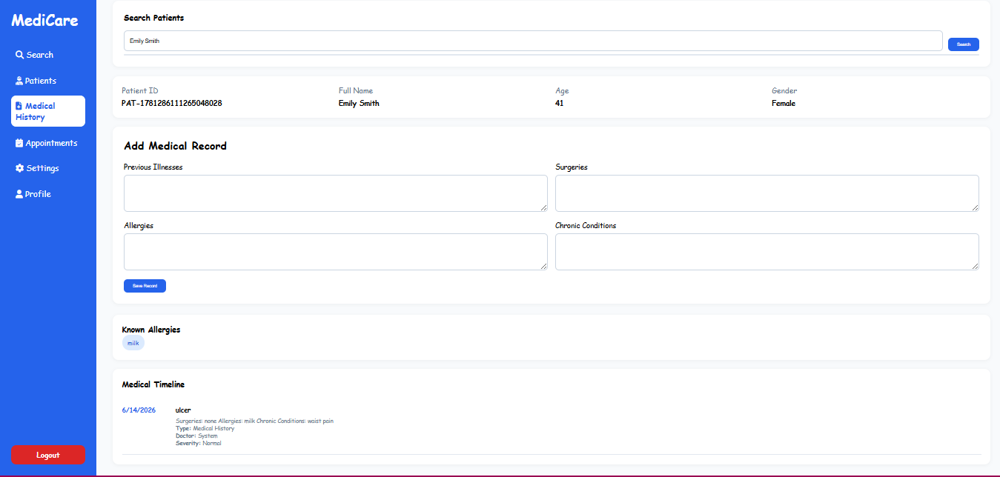 MediCare
Search
Patients
Medical
History
Appointments
Settings
Profile
Logout
Search Patients
Emily Smith
Search
Patient ID
PAT-1781286111265048028
Full Name
Emily Smith
Age
41
Gender
Female
Add Medical Record
Previous Illnesses
Surgeries
Allergies
Chronic Conditions
Save Record
Known Allergies
milk
Medical Timeline
6/14/2026
ulcer
Surgeries: none Allergies: milk Chronic Conditions: waist pain
Type: Medical History
Doctor: System
Severity: Normal